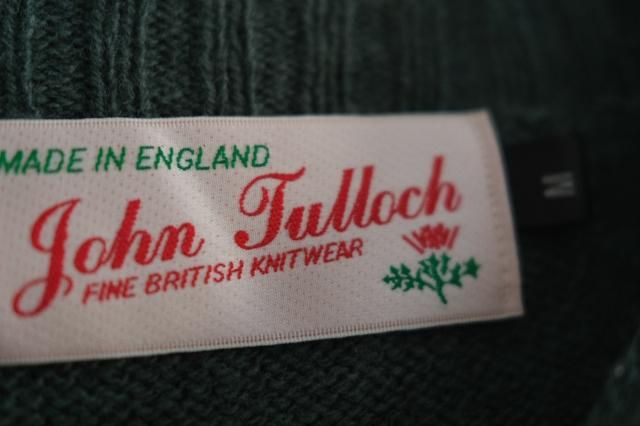 MADE IN ENGLAND
John Tulloch
FINE BRITISH KNITWEAR
M